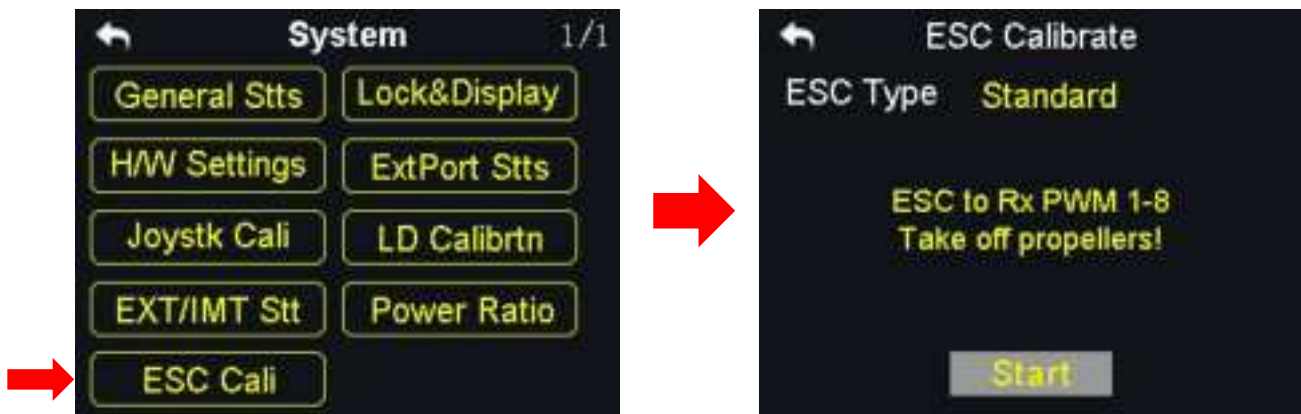 System 1/1
General Stts Lock&Display
H/W Settings ExtPort Stts
Joystk Cali LD Calibrtn
EXT/IMT Stt Power Ratio
ESC Cali
ESC Calibrate
ESC Type Standard
ESC to Rx PWM 1-8
Take off propellers!
Start